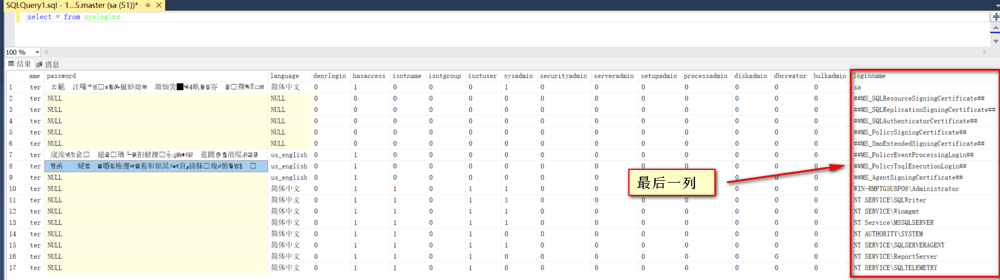 SQLQuery1.sql - 1...5.master (sa (51))*
select * from syslogins
100 %
结果 消息
ame password language denylogin hasaccess isntname isntgroup isntuser sysadmin securityadmin serveradmin setupadmin processadmin diskadmin dbcreator bulkadmin loginname
1 ter 简体中文 0 1 0 0 0 1 0 0 0 0 0 0 0 sa
2 ter NULL NULL 0 0 0 0 0 0 0 0 0 0 0 0 0 ##MS_SQLResourceSigningCertificate##
3 ter NULL NULL 0 0 0 0 0 0 0 0 0 0 0 0 0 ##MS_SQLReplicationSigningCertificate##
4 ter NULL NULL 0 0 0 0 0 0 0 0 0 0 0 0 0 ##MS_SQLAuthenticatorCertificate##
5 ter NULL NULL 0 0 0 0 0 0 0 0 0 0 0 0 0 ##MS_PolicySigningCertificate##
6 ter NULL NULL 0 0 0 0 0 0 0 0 0 0 0 0 0 ##MS_SmoExtendedSigningCertificate##
7 ter us_english 0 1 0 0 0 0 0 0 0 0 0 0 0 ##MS_PolicyEventProcessingLogin##
8 ter us_english 0 1 0 0 0 0 0 0 0 0 0 0 ##MS_PolicyTsqlExecutionLogin##
9 ter NULL us_english 0 1 0 0 0 0 0 0 0 0 0 0 ##MS_AgentSigningCertificate##
最后一列
10 ter NULL 简体中文 0 1 1 0 1 1 0 0 0 0 WIN-RMFTG5U8PO8\Administrator
11 ter NULL 简体中文 0 1 1 0 1 1 0 0 0 0 0 0 0 NT SERVICE\SQLWriter
12 ter NULL 简体中文 0 1 1 0 1 1 0 0 0 0 0 0 0 NT SERVICE\Winmgmt
13 ter NULL 简体中文 0 1 1 0 1 1 0 0 0 0 0 0 0 NT Service\MSSQLSERVER
14 ter NULL 简体中文 0 1 1 0 1 0 0 0 0 0 0 0 0 NT AUTHORITY\SYSTEM
15 ter NULL 简体中文 0 1 1 0 1 1 0 0 0 0 0 0 0 NT SERVICE\SQLSERVERAGENT
16 ter NULL 简体中文 0 1 1 0 1 0 0 0 0 0 0 0 0 NT SERVICE\ReportServer
17 ter NULL 简体中文 0 1 1 0 1 0 0 0 0 0 0 0 0 NT SERVICE\SQLTELEMETRY